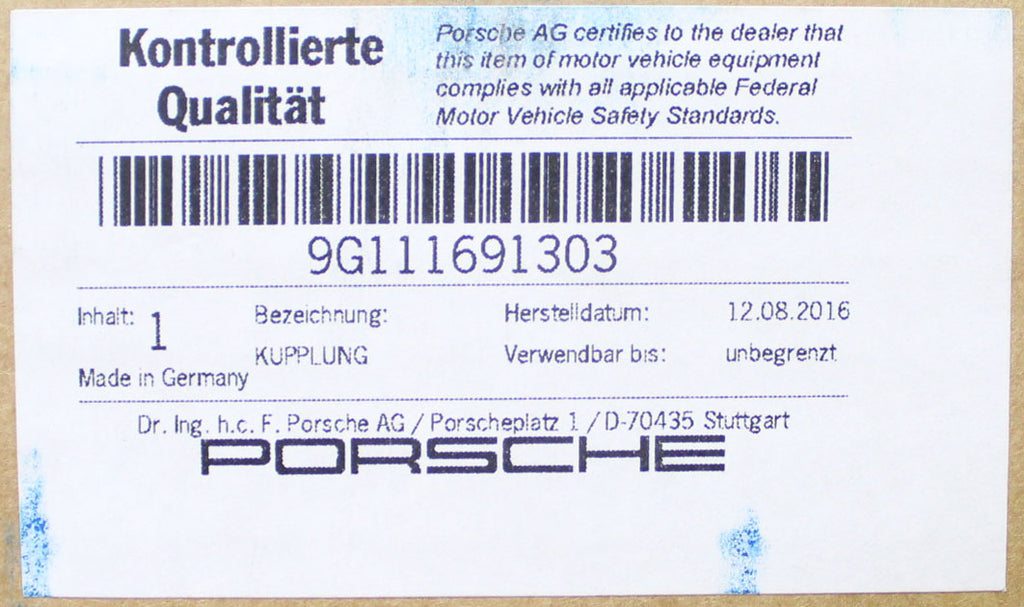 Kontrollierte
Qualität
Porsche AG certifies to the dealer that
this item of motor vehicle equipment
complies with all applicable Federal
Motor Vehicle Safety Standards.
9G111691303
Inhalt: 1
Bezeichnung:
KUPPLUNG
Herstelldatum: 12.08.2016
Verwendbar bis: unbegrenzt
Made in Germany
Dr. Ing. h.c. F. Porsche AG / Porscheplatz 1 / D-70435 Stuttgart
PORSCHE